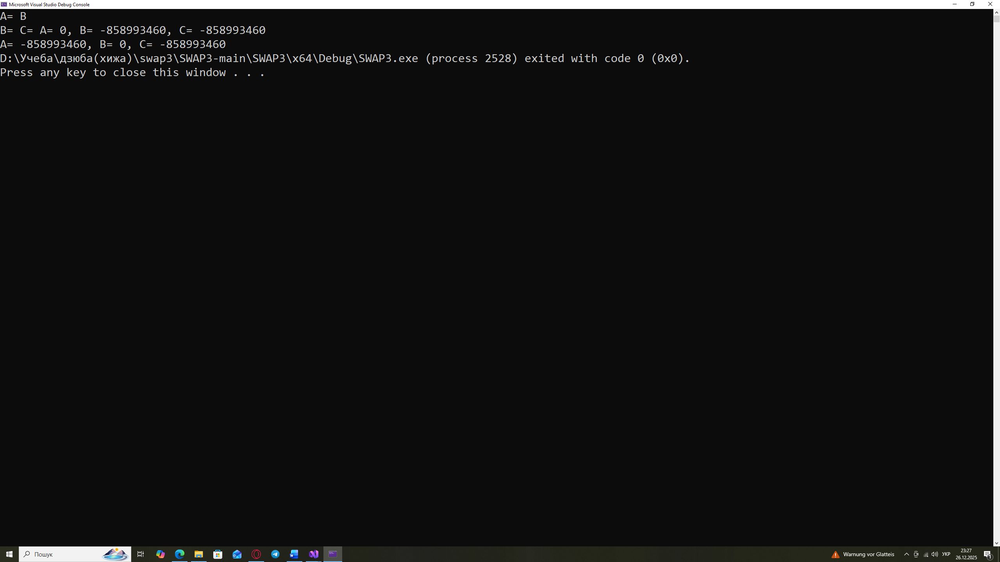 Microsoft Visual Studio Debug Console
A= B
B= C= A= 0, B= -858993460, C= -858993460
A= -858993460, B= 0, C= -858993460
D:\Учеба\дзюба(хижа)\swap3\SWAP3-main\SWAP3\x64\Debug\SWAP3.exe (process 2528) exited with code 0 (0x0).
Press any key to close this window . . .
Пошук
Warnung vor Glatteis
УКР
23:27
26.12.2025
1